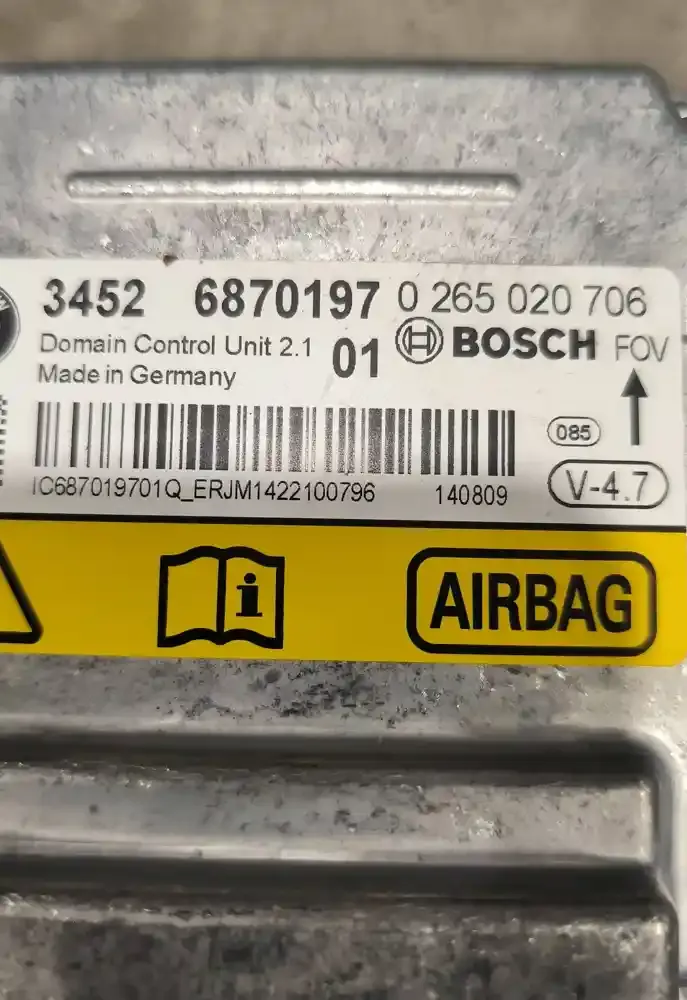 3452 6870197 0 265 020 706
Domain Control Unit 2.1 01 BOSCH FOV
Made in Germany
085
IC687019701Q_ERJM1422100796 140809 V-4.7
AIRBAG